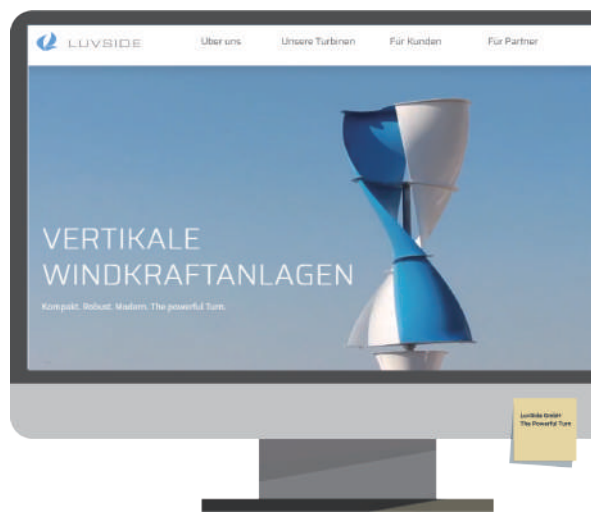 LUVSIDE
Über uns Unsere Turbinen Für Kunden Für Partner
VERTIKALE
WINDKRAFTANLAGEN
Kompakt. Robust. Modern. The powerful Turn.
LuvSide GmbH
The Powerful Turn